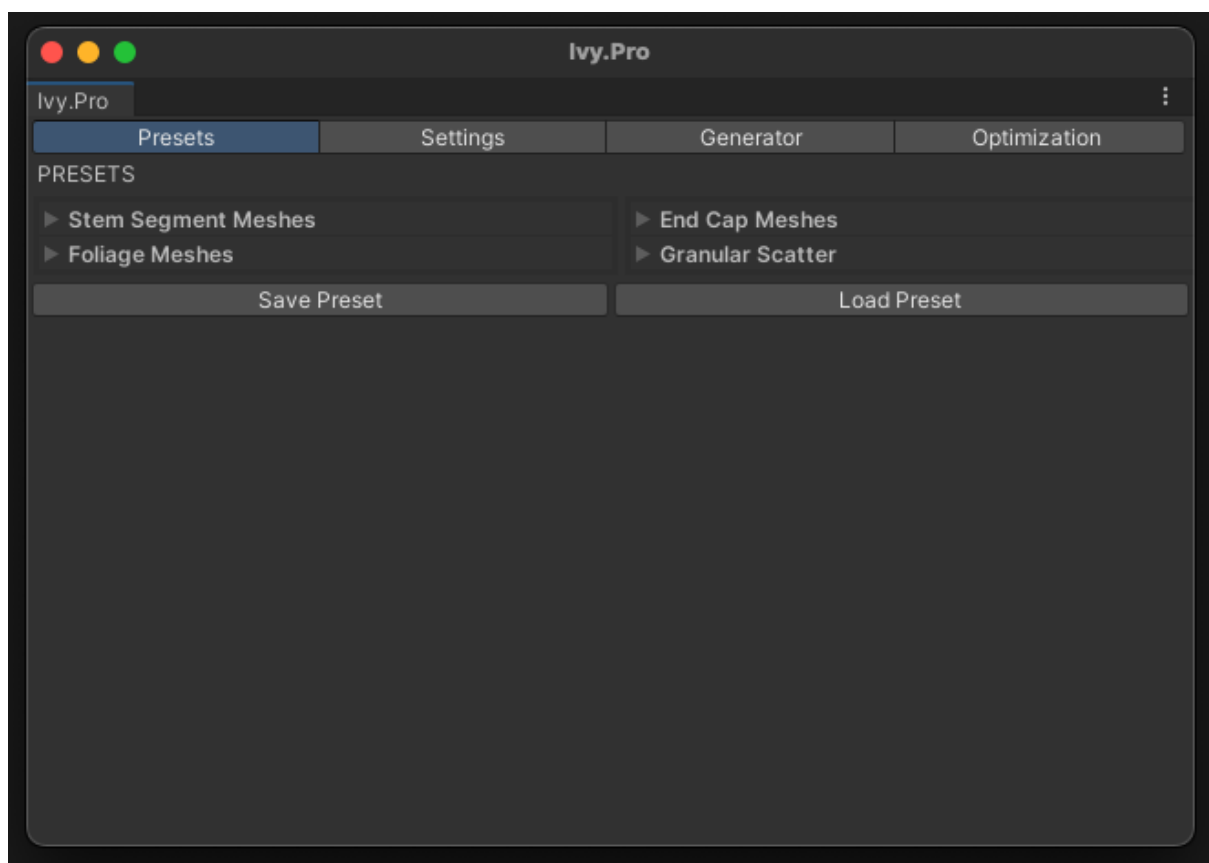 Ivy.Pro
Ivy.Pro
Presets Settings Generator Optimization
PRESETS
Stem Segment Meshes End Cap Meshes
Foliage Meshes Granular Scatter
Save Preset Load Preset